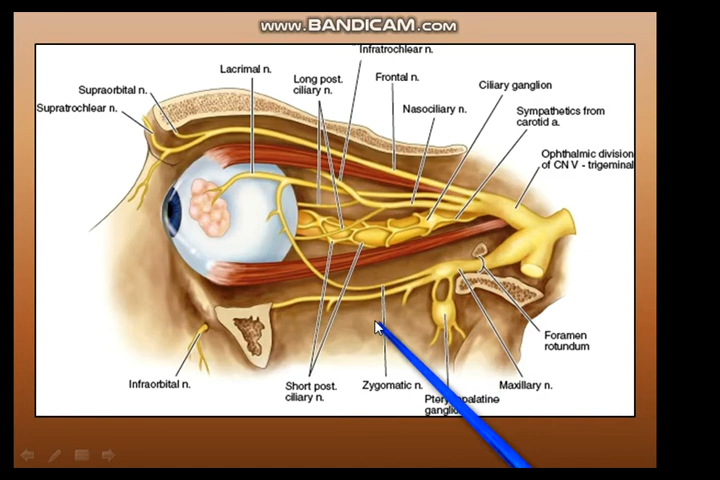 www.BANDICAM.com
Infratrochlear n.
Lacrimal n.
Long post.
ciliary n.
Frontal n.
Ciliary ganglion
Supraorbital n.
Supratrochlear n.
Nasociliary n.
Sympathetics from
carotid a.
Ophthalmic division
of CN V - trigeminal
Foramen
rotundum
Infraorbital n.
Short post.
ciliary n.
Zygomatic n.
Maxillary n.